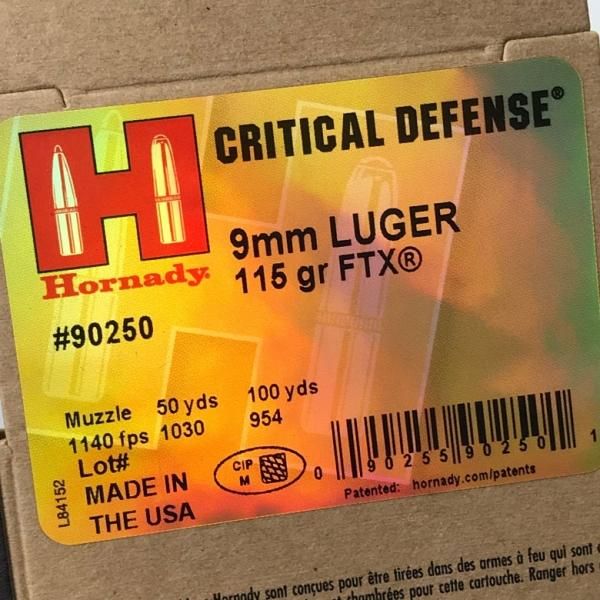 CRITICAL DEFENSE®
Hornady®
9mm LUGER
115 gr FTX®
#90250
Muzzle 50 yds 100 yds
1140 fps 1030 954
Lot#
MADE IN
THE USA
L84152
CIP
M
0 90255 90250 1
Patented: hornady.com/patents
Hornady sont conçues pour être tirées dans des armes à feu qui sont
chambrées pour cette cartouche. Ranger hors